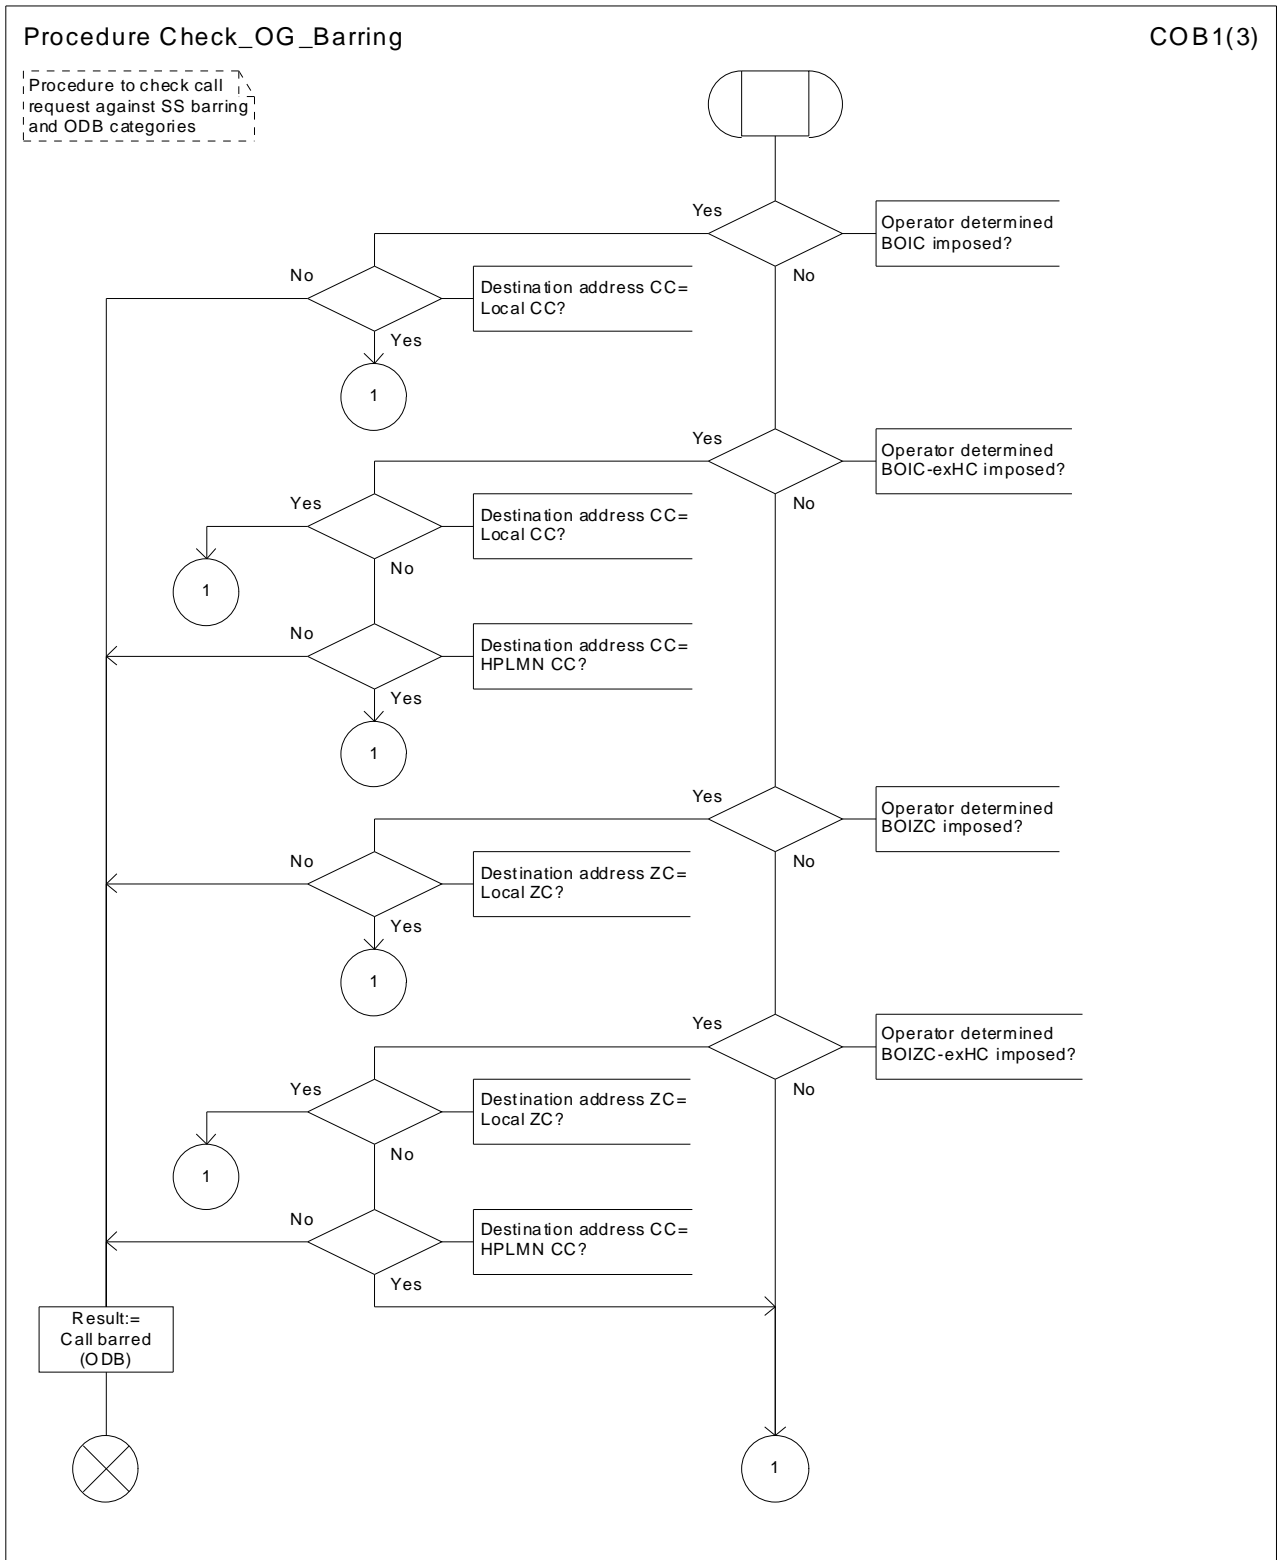 Procedure Check_OG_Barring
COB1(3)
Procedure to check call
request against SS barring
and ODB categories
Yes
Operator determined
BOIC imposed?
No
No
Destination address CC=
Local CC?
Yes
1
Yes
Operator determined
BOIC-exHC imposed?
No
Yes
Destination address CC=
Local CC?
No
1
No
Destination address CC=
HPLMN CC?
Yes
1
Yes
Operator determined
BOIZC imposed?
No
No
Destination address ZC=
Local ZC?
Yes
1
Yes
Operator determined
BOIZC-exHC imposed?
No
Yes
Destination address ZC=
Local ZC?
No
1
No
Destination address CC=
HPLMN CC?
Yes
Result:=
Call barred
(ODB)
1